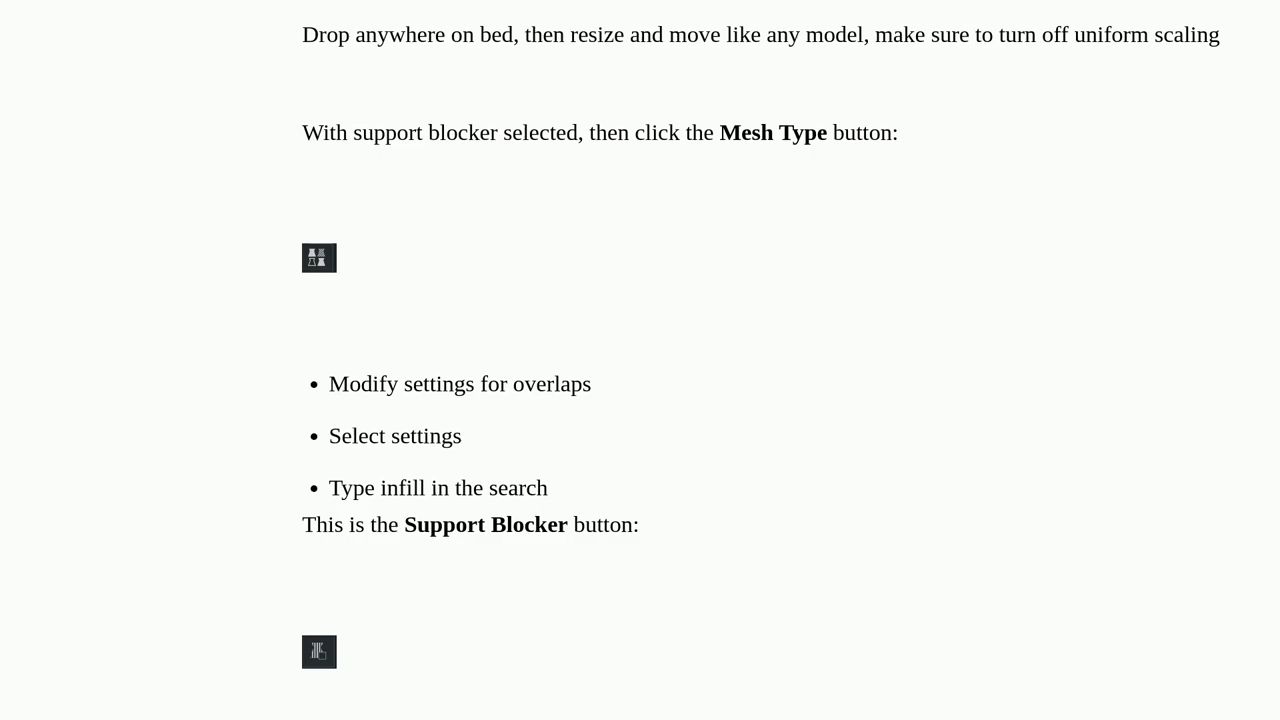 Drop anywhere on bed, then resize and move like any model, make sure to turn off uniform scaling
With support blocker selected, then click the Mesh Type button:
• Modify settings for overlaps
• Select settings
• Type infill in the search
This is the Support Blocker button: